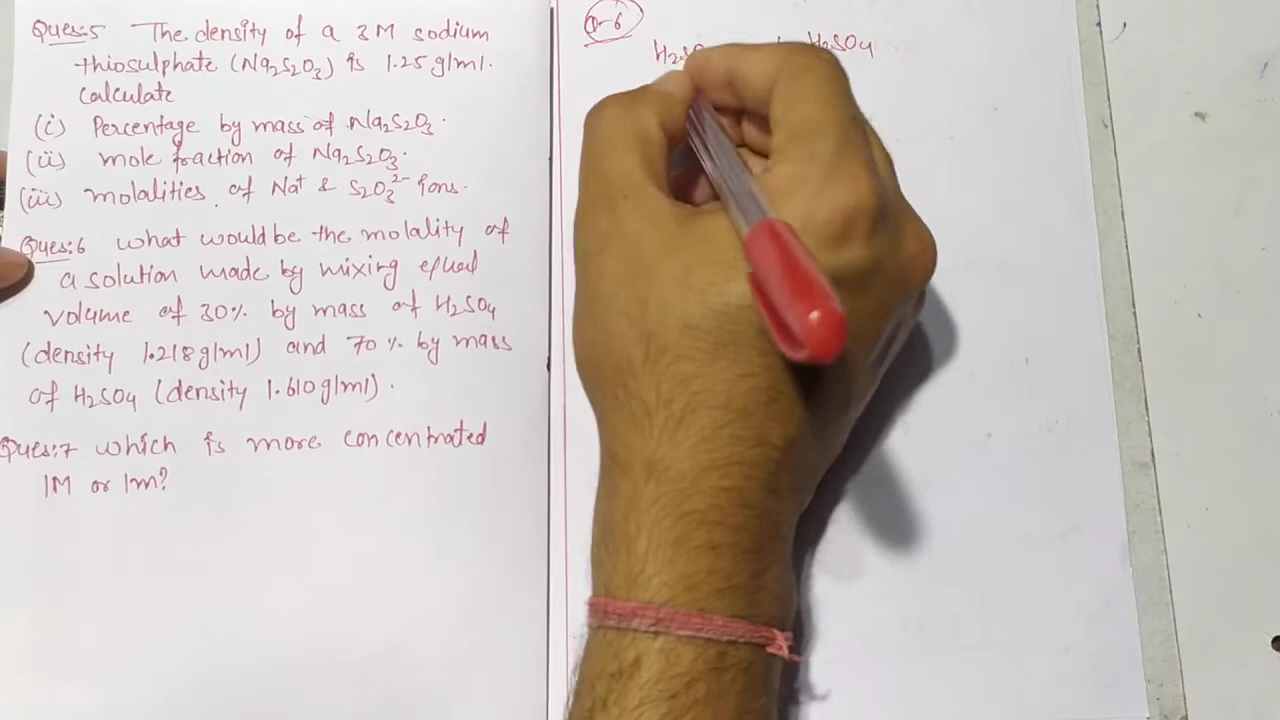 Ques:5 The density of a 3M sodium
thiosulphate (Na2S2O3) is 1.25 g/ml.
Calculate
(i) Percentage by mass of Na2S2O3.
(ii) mole fraction of Na2S2O3.
(iii) molalities of Na+ & S2O3^2- ions.
Ques:6 what would be the molality of
a solution made by mixing equal
volume of 30% by mass of H2SO4
(density 1.218 g/ml) and 70% by mass
of H2SO4 (density 1.610 g/ml).
Ques:7 which is more concentrated
1M or 1m?
Q-6
H2SO4